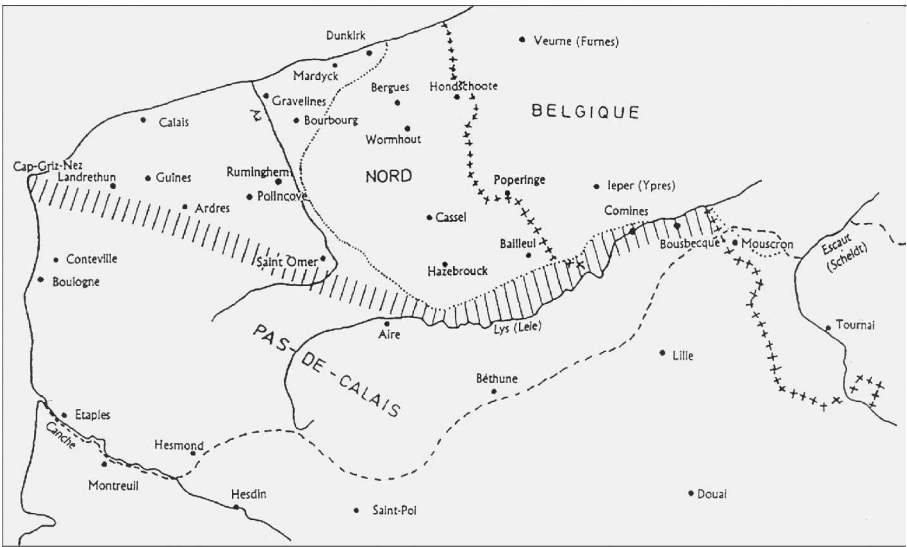 Dunkirk
Veurne (Furnes)
Mardyck
Bergues
Hondschoote
Gravelines
BELGIQUE
Calais
Bourbourg
Wormhout
Cap-Griz-Nez
Landrethun
Guînes
Ruminghem
NORD
Poperinge
Ieper (Ypres)
Polincove
Ardres
Cassel
Comines
Bailleul
Bousbecque
Mouscron
Escaut
(Scheldt)
Conteville
Saint Omer
Hazebrouck
Boulogne
Aire
Lys (Leie)
Tournai
PAS-DE-CALAIS
Lille
Béthune
Etaples
Canche
Hesmond
Montreuil
Hesdin
Saint-Pol
Douai